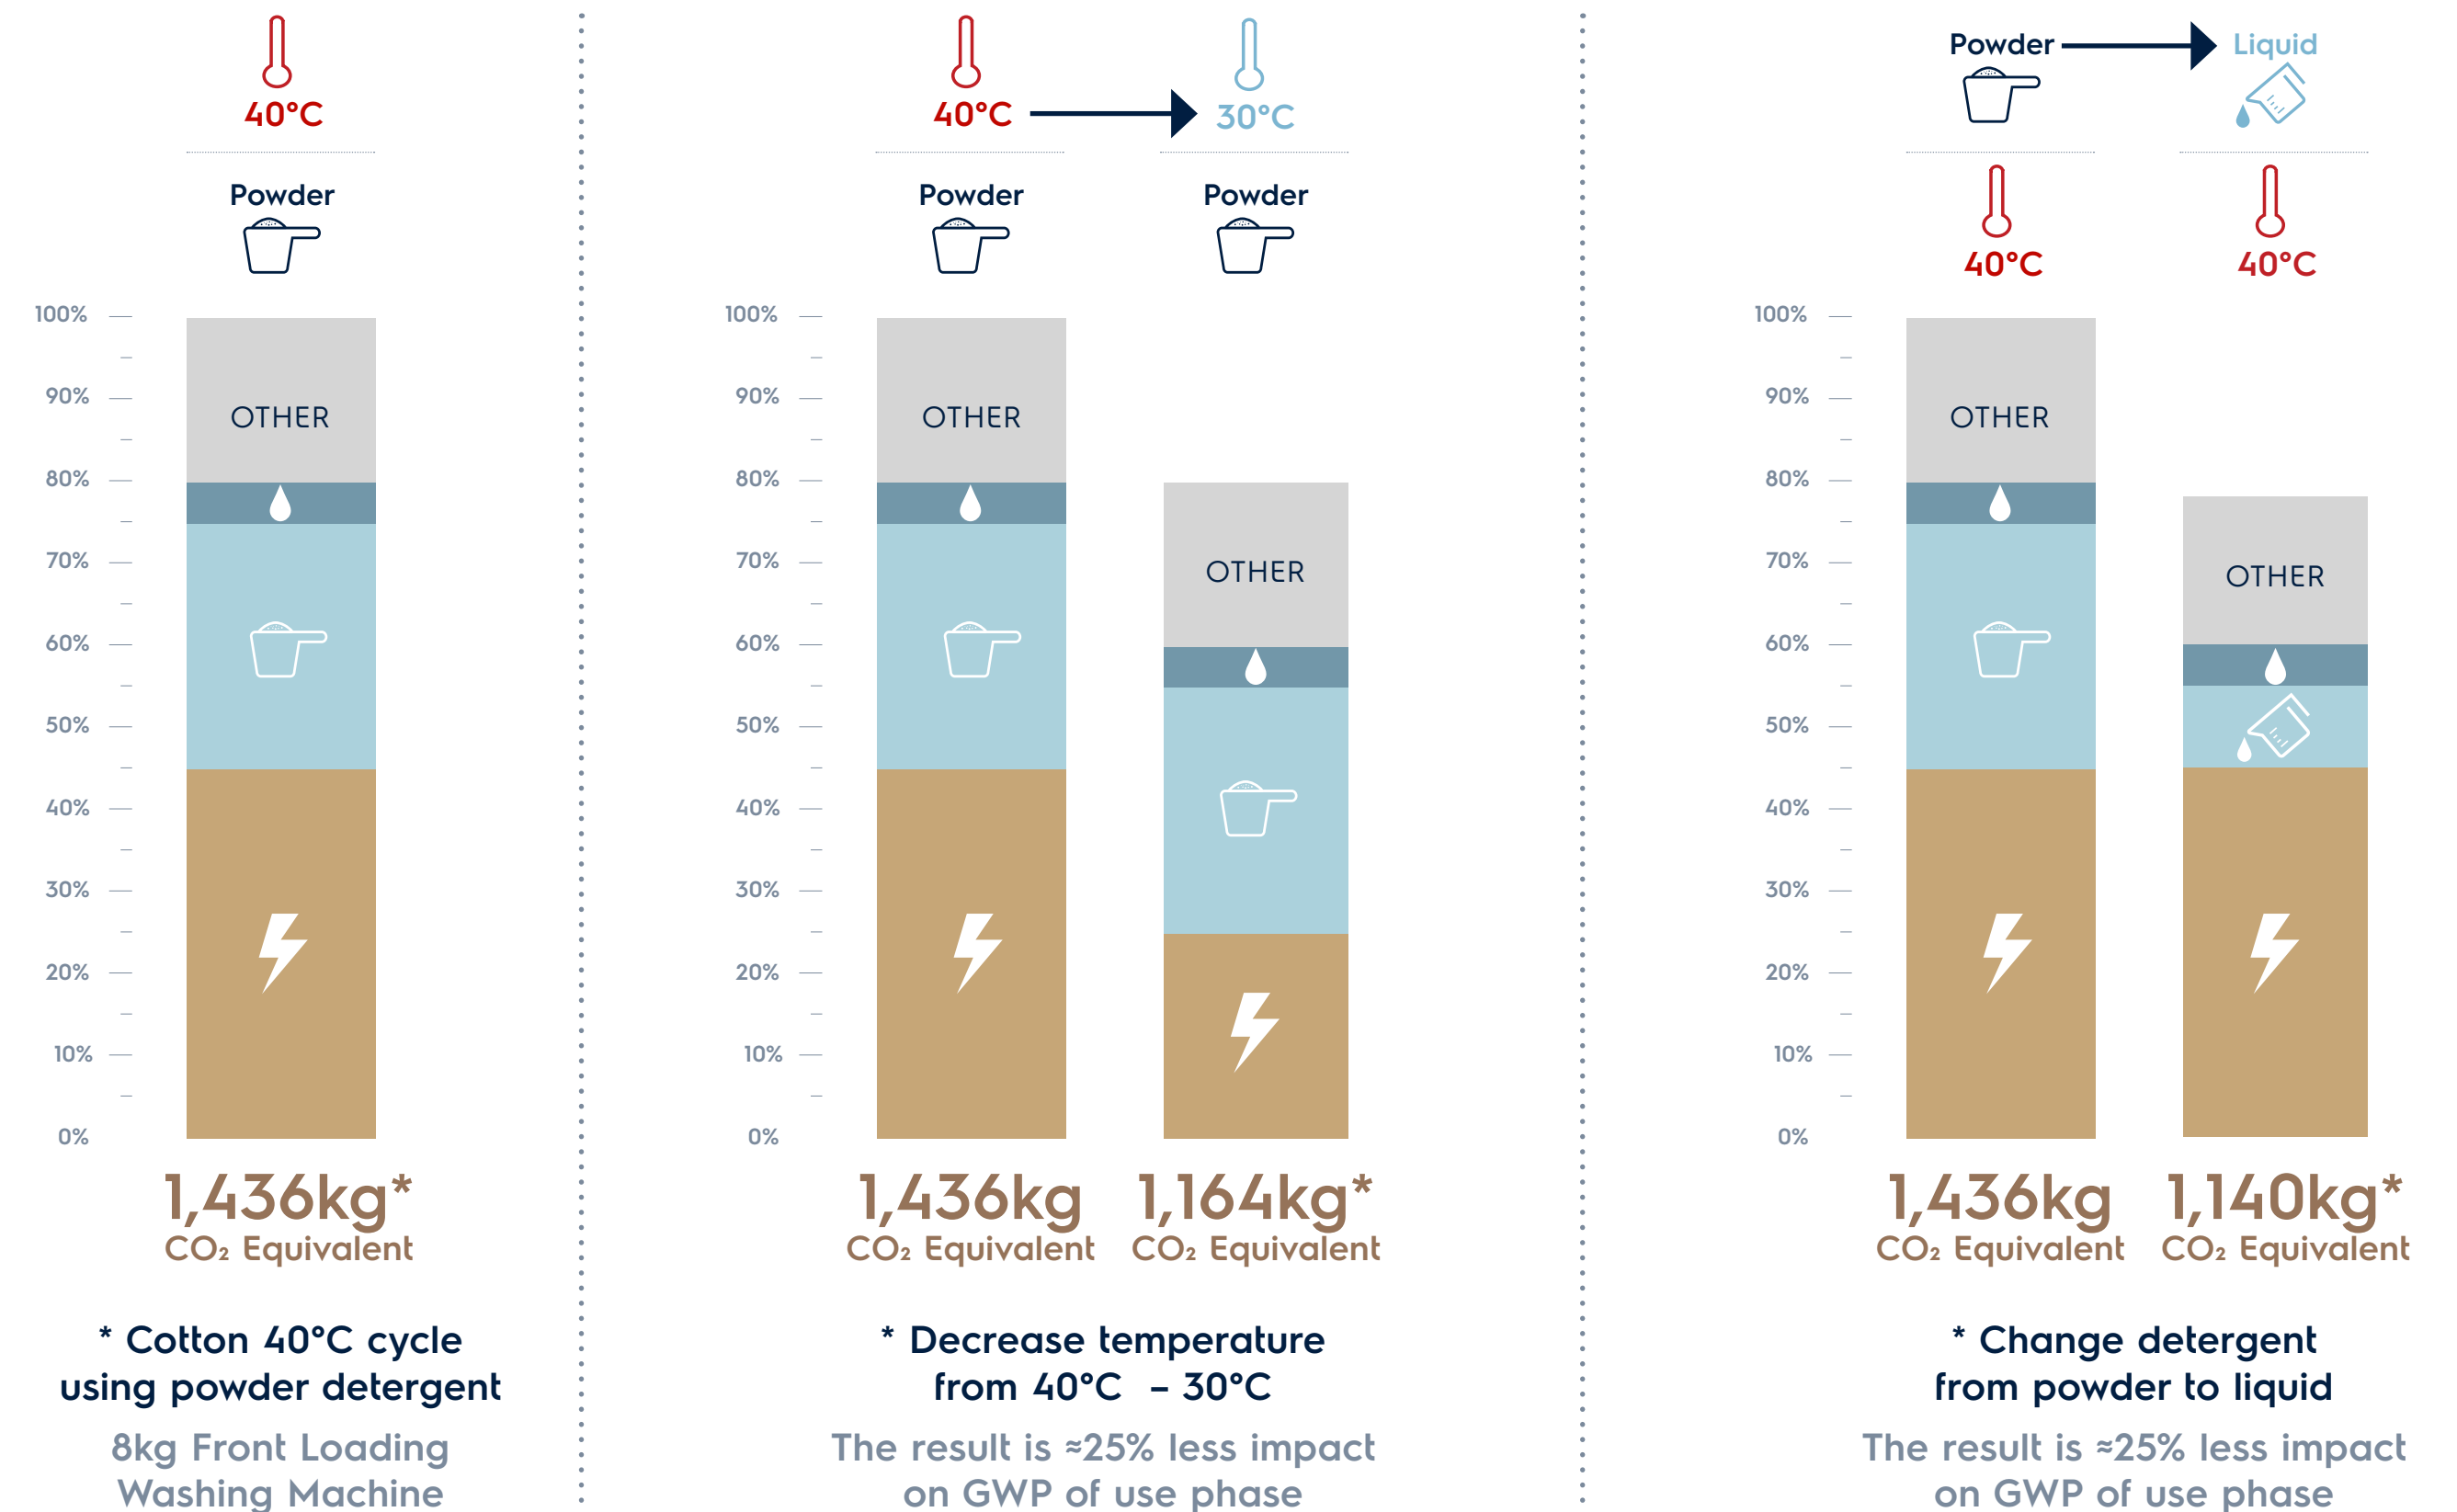 40°C
Powder
100%
90%
80%
70%
60%
50%
40%
30%
20%
10%
0%
OTHER
1,436kg*
CO₂ Equivalent
* Cotton 40°C cycle
using powder detergent
8kg Front Loading
Washing Machine
40°C 30°C
Powder Powder
100%
90%
80%
70%
60%
50%
40%
30%
20%
10%
0%
OTHER
OTHER
1,436kg 1,164kg*
CO₂ Equivalent CO₂ Equivalent
* Decrease temperature
from 40°C – 30°C
The result is ≈25% less impact
on GWP of use phase
Powder Liquid
40°C 40°C
100%
90%
80%
70%
60%
50%
40%
30%
20%
10%
0%
OTHER
OTHER
1,436kg 1,140kg*
CO₂ Equivalent CO₂ Equivalent
* Change detergent
from powder to liquid
The result is ≈25% less impact
on GWP of use phase